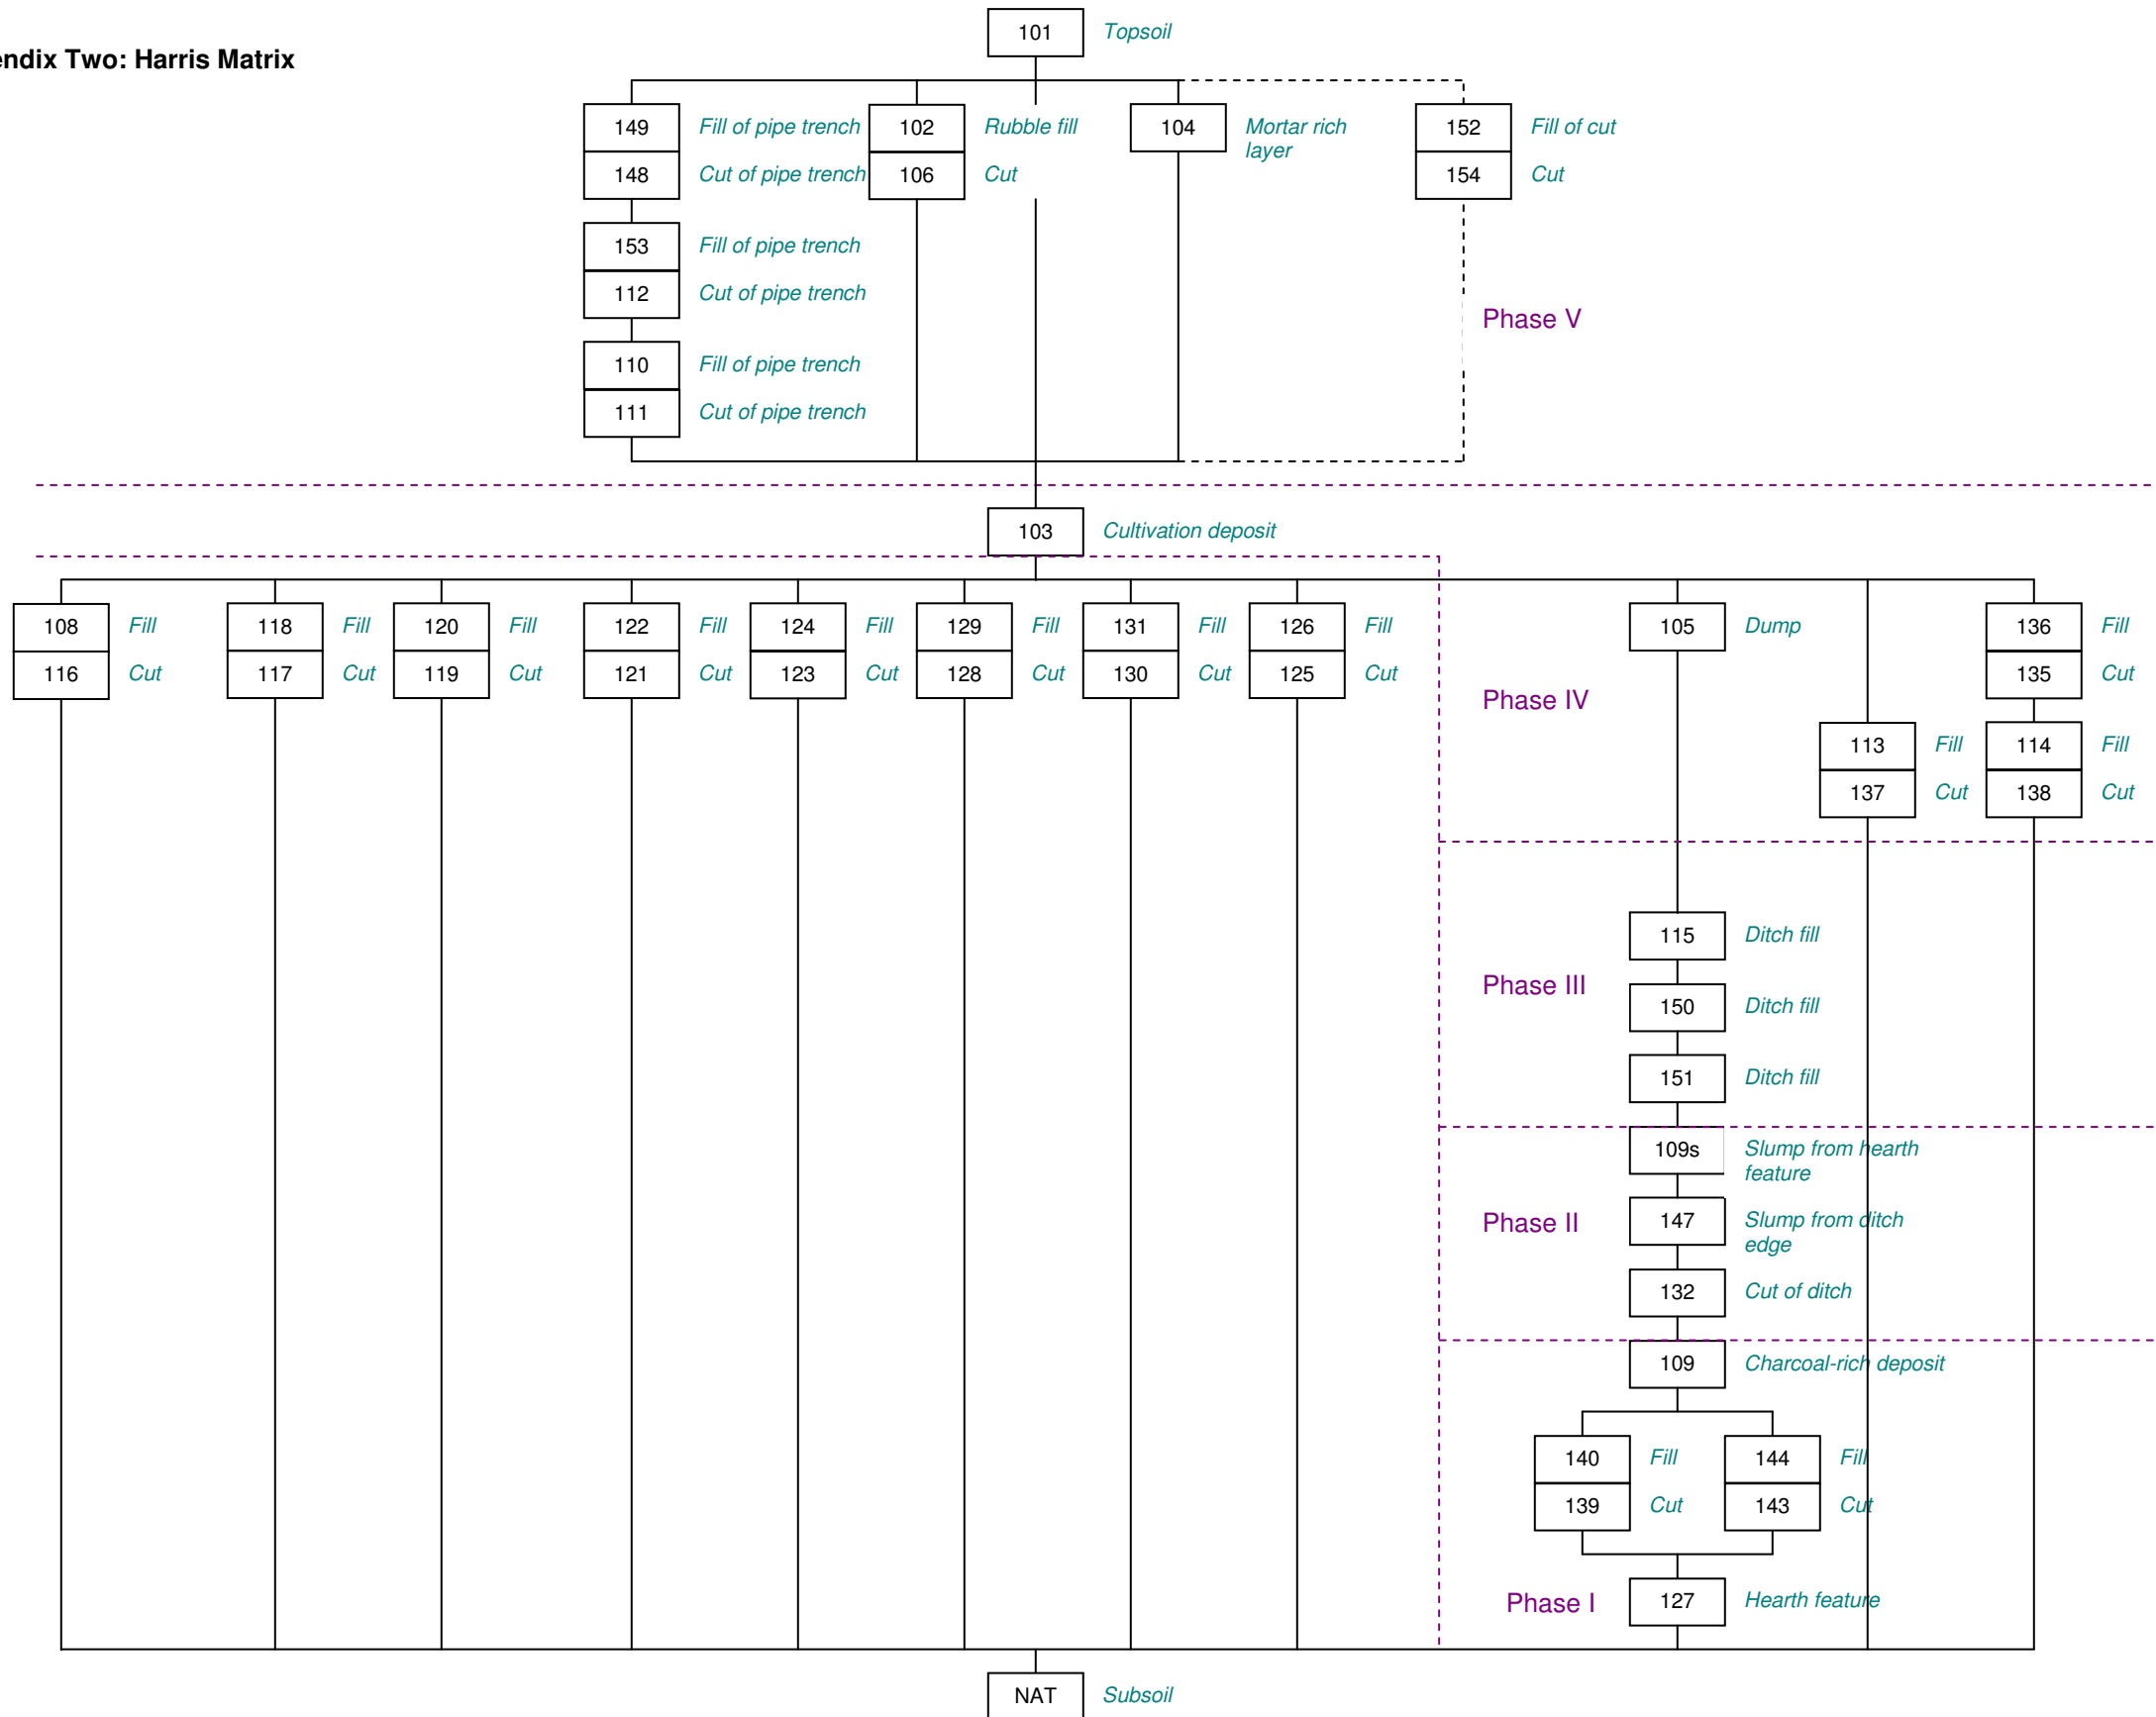 101 Topsoil
endix Two: Harris Matrix
149 Fill of pipe trench 102 Rubble fill 104 Mortar rich 152 Fill of cut
layer
148 Cut of pipe trench 106 Cut 154 Cut
153 Fill of pipe trench
112 Cut of pipe trench
Phase V
110 Fill of pipe trench
111 Cut of pipe trench
103 Cultivation deposit
108 Fill 118 Fill 120 Fill 122 Fill 124 Fill 129 Fill 131 Fill 126 Fill 105 Dump 136 Fill
116 Cut 117 Cut 119 Cut 121 Cut 123 Cut 128 Cut 130 Cut 125 Cut 135 Cut
Phase IV
113 Fill 114 Fill
137 Cut 138 Cut
115 Ditch fill
Phase III
150 Ditch fill
151 Ditch fill
109s Slump from hearth
feature
Phase II 147 Slump from ditch
edge
132 Cut of ditch
109 Charcoal-rich deposit
140 Fill 144 Fill
139 Cut 143 Cut
Phase I 127 Hearth feature
NAT Subsoil